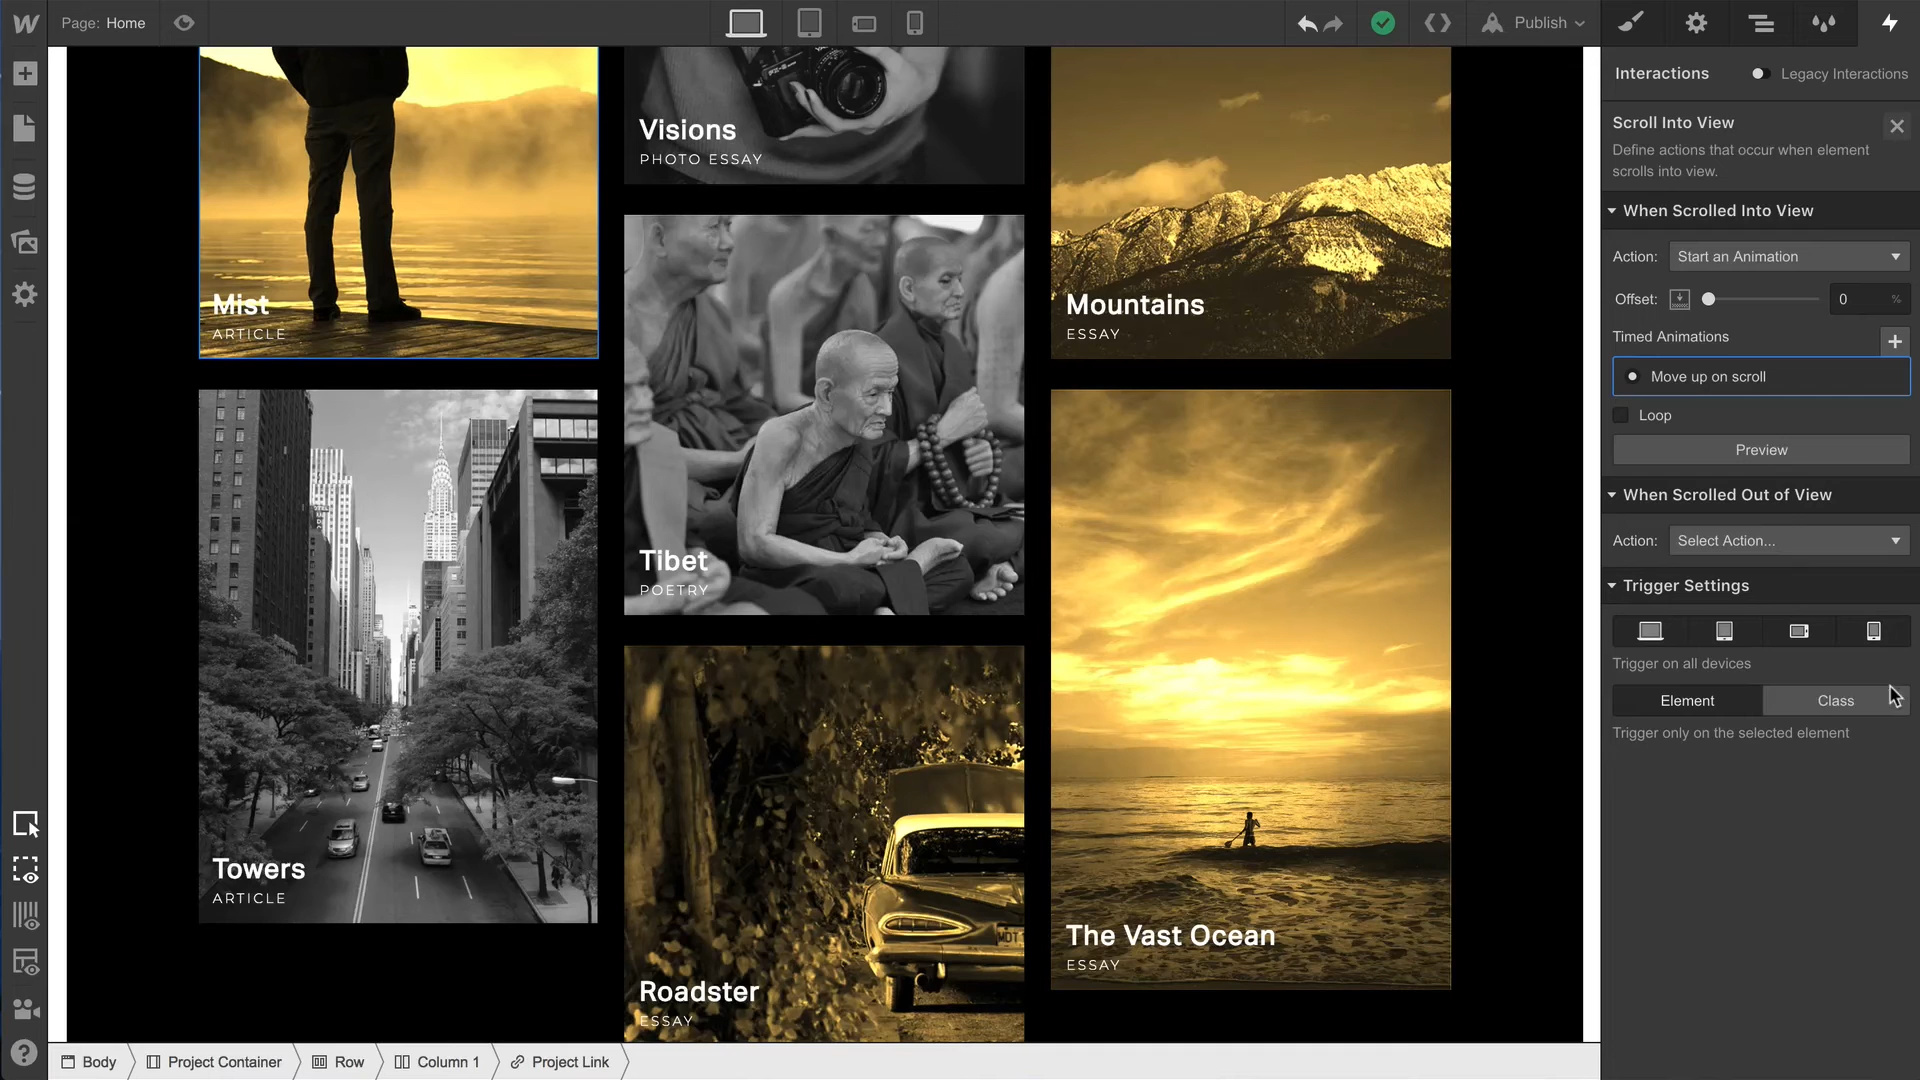 Page: Home
Publish
Visions
PHOTO ESSAY
Mist
ARTICLE
Mountains
ESSAY
Tibet
POETRY
Towers
ARTICLE
The Vast Ocean
ESSAY
Roadster
ESSAY
Body
Project Container
Row
Column 1
Project Link
Interactions
Legacy Interactions
Scroll Into View
Define actions that occur when element
scrolls into view.
When Scrolled Into View
Action: Start an Animation
Offset: 0 %
Timed Animations
Move up on scroll
Loop
Preview
When Scrolled Out of View
Action: Select Action...
Trigger Settings
Trigger on all devices
Element Class
Trigger only on the selected element